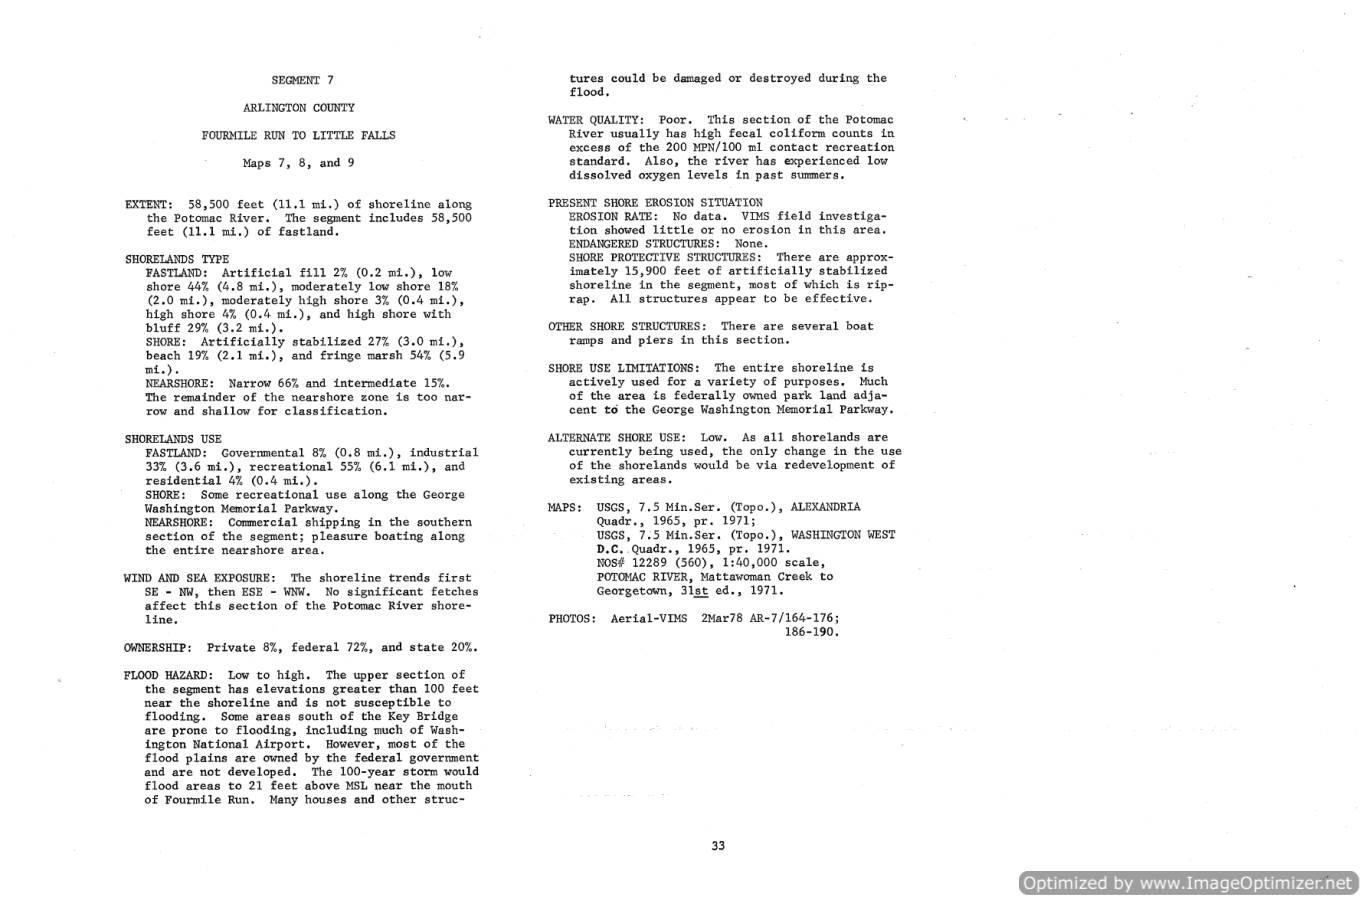 SEGMENT 7
ARLINGTON COUNTY
FOURMILE RUN TO LITTLE FALLS
Maps 7, 8, and 9
EXTENT: 58,500 feet (11.1 mi.) of shoreline along
the Potomac River. The segment includes 58,500
feet (11.1 mi.) of fastland.
SHORELANDS TYPE
FASTLAND: Artificial fill 2% (0.2 mi.), low
shore 44% (4.8 mi.), moderately low shore 18%
(2.0 mi.), moderately high shore 3% (0.4 mi.),
high shore 4% (0.4 mi.), and high shore with
bluff 29% (3.2 mi.).
SHORE: Artificially stabilized 27% (3.0 mi.),
beach 19% (2.1 mi.), and fringe marsh 54% (5.9
mi.).
NEARSHORE: Narrow 66% and intermediate 15%.
The remainder of the nearshore zone is too nar-
row and shallow for classification.
SHORELANDS USE
FASTLAND: Governmental 8% (0.8 mi.), industrial
33% (3.6 mi.), recreational 55% (6.1 mi.), and
residential 4% (0.4 mi.).
SHORE: Some recreational use along the George
Washington Memorial Parkway.
NEARSHORE: Commercial shipping in the southern
section of the segment; pleasure boating along
the entire nearshore area.
WIND AND SEA EXPOSURE: The shoreline trends first
SE - NW, then ESE - WNW. No significant fetches
affect this section of the Potomac River shore-
line.
OWNERSHIP: Private 8%, federal 72%, and state 20%.
FLOOD HAZARD: Low to high. The upper section of
the segment has elevations greater than 100 feet
near the shoreline and is not susceptible to
flooding. Some areas south of the Key Bridge
are prone to flooding, including much of Wash-
ington National Airport. However, most of the
flood plains are owned by the federal government
and are not developed. The 100-year storm would
flood areas to 21 feet above MSL near the mouth
of Fourmile Run. Many houses and other struc-
tures could be damaged or destroyed during the
flood.
WATER QUALITY: Poor. This section of the Potomac
River usually has high fecal coliform counts in
excess of the 200 MPN/100 ml contact recreation
standard. Also, the river has experienced low
dissolved oxygen levels in past summers.
PRESENT SHORE EROSION SITUATION
EROSION RATE: No data. VIMS field investiga-
tion showed little or no erosion in this area.
ENDANGERED STRUCTURES: None.
SHORE PROTECTIVE STRUCTURES: There are approx-
imately 15,900 feet of artificially stabilized
shoreline in the segment, most of which is rip-
rap. All structures appear to be effective.
OTHER SHORE STRUCTURES: There are several boat
ramps and piers in this section.
SHORE USE LIMITATIONS: The entire shoreline is
actively used for a variety of purposes. Much
of the area is federally owned park land adja-
cent to the George Washington Memorial Parkway.
ALTERNATE SHORE USE: Low. As all shorelands are
currently being used, the only change in the use
of the shorelands would be via redevelopment of
existing areas.
MAPS: USGS, 7.5 Min.Ser. (Topo.), ALEXANDRIA
Quadr., 1965, pr. 1971;
USGS, 7.5 Min.Ser. (Topo.), WASHINGTON WEST
D.C. Quadr., 1965, pr. 1971.
NOS# 12289 (560), 1:40,000 scale,
POTOMAC RIVER, Mattawoman Creek to
Georgetown, 31st ed., 1971.
PHOTOS: Aerial-VIMS 2Mar78 AR-7/164-176;
186-190.
33
Optimized by www.ImageOptimizer.net